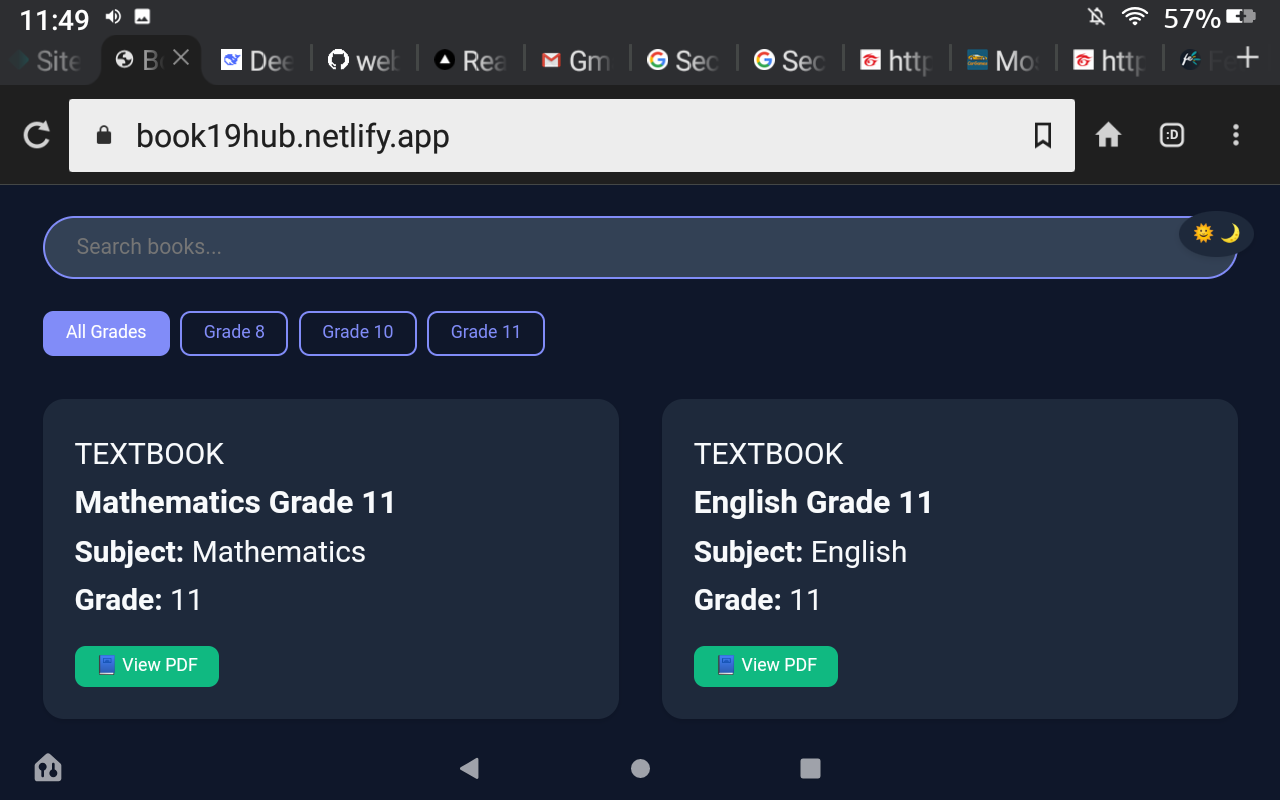 11:49 57%
Site B Dee web Rea Gm Sec Sec http Mos http Fe
book19hub.netlify.app :D
Search books...
All Grades Grade 8 Grade 10 Grade 11
TEXTBOOK
Mathematics Grade 11
Subject: Mathematics
Grade: 11
View PDF
TEXTBOOK
English Grade 11
Subject: English
Grade: 11
View PDF